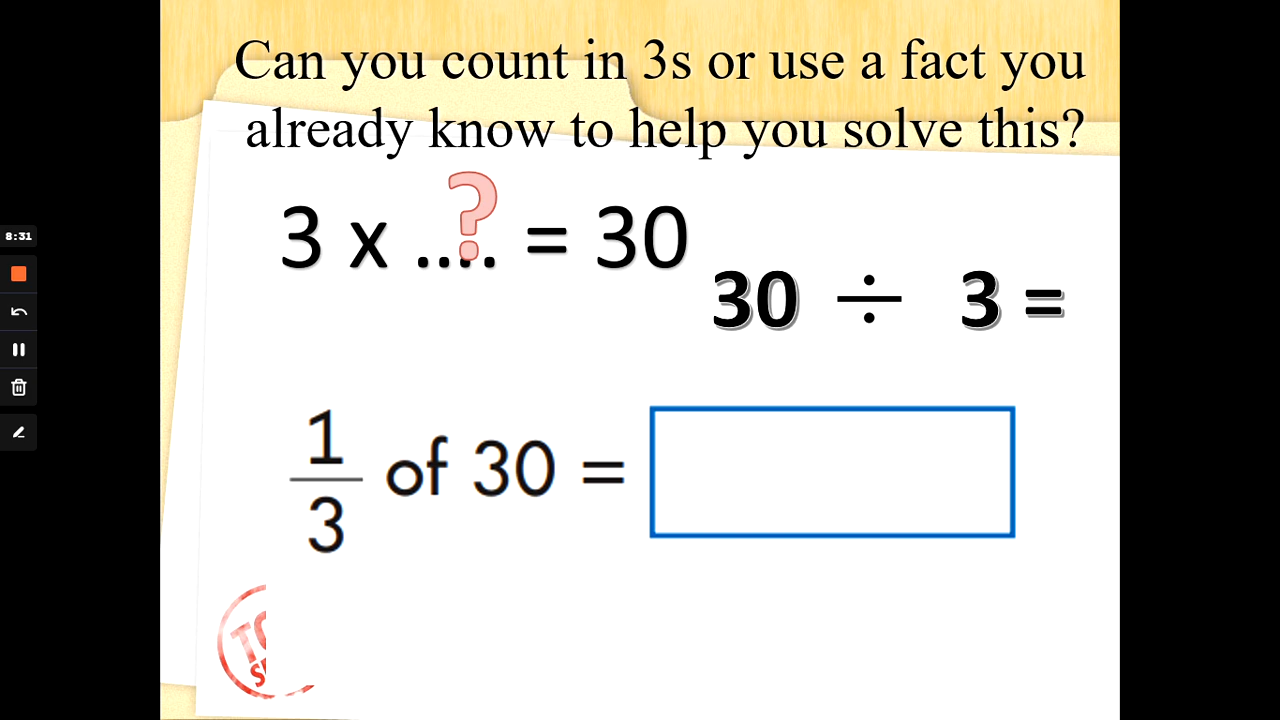 Can you count in 3s or use a fact you
already know to help you solve this?
3 x .... = 30
?
30 ÷ 3 =
1
3
of 30 =
8:31